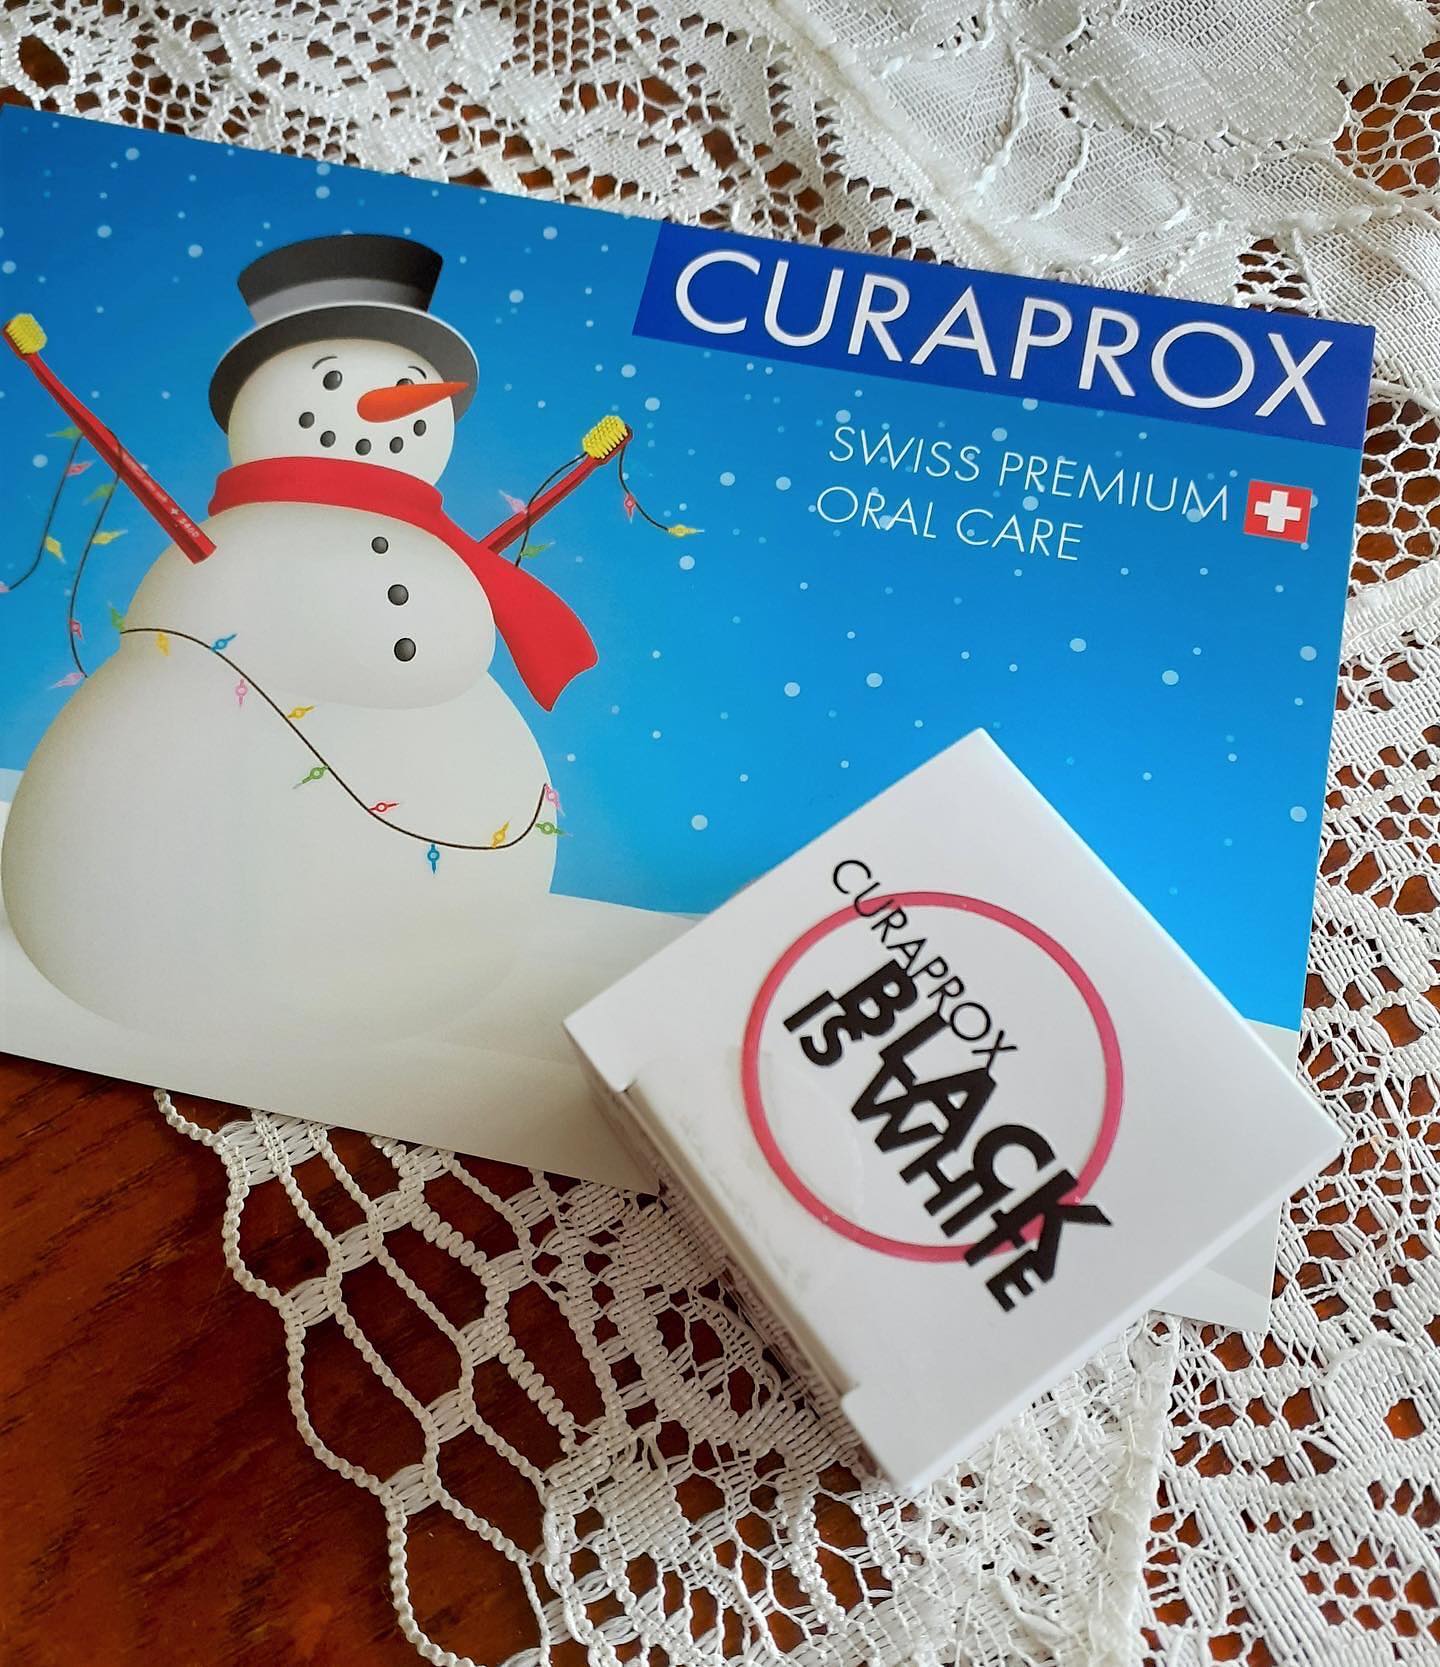 CURAPROX
SWISS PREMIUM
ORAL CARE
CURAPROX
BLACK
IS WHITE